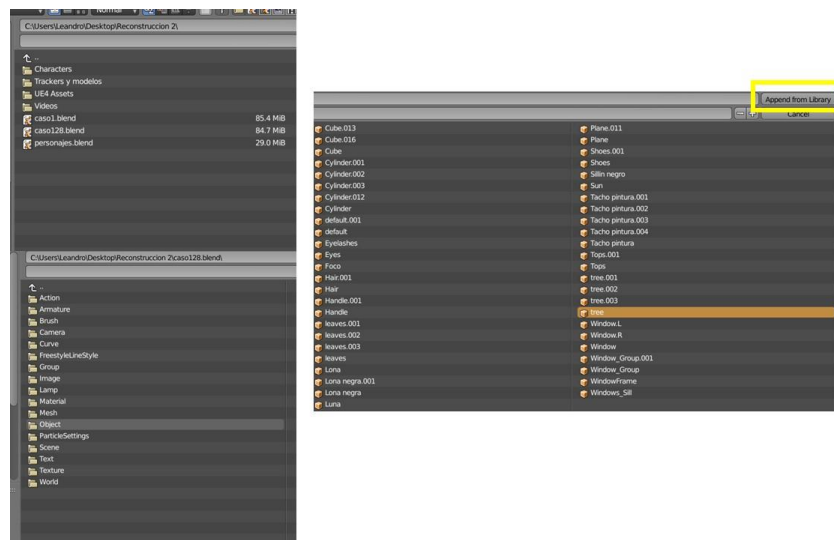 Normal
C:\Users\Leandro\Desktop\Reconstruccion 2\
..
Characters
Trackers y modelos
UE4 Assets
Videos
caso1.blend 85.4 MiB
caso128.blend 84.7 MiB
personajes.blend 29.0 MiB
C:\Users\Leandro\Desktop\Reconstruccion 2\caso128.blend\
..
Action
Armature
Brush
Camera
Curve
FreestyleLineStyle
Group
Image
Lamp
Material
Mesh
Object
ParticleSettings
Scene
Text
Texture
World
Append from Library
Cancel
Cube.013
Cube.016
Cube
Cylinder.001
Cylinder.002
Cylinder.003
Cylinder.012
Cylinder
default.001
default
Eyelashes
Eyes
Foco
Hair.001
Hair
Handle.001
Handle
leaves.001
leaves.002
leaves.003
leaves
Lona
Lona negra.001
Lona negra
Luna
Plane.011
Plane
Shoes.001
Shoes
Sillin negro
Sun
Tacho pintura.001
Tacho pintura.002
Tacho pintura.003
Tacho pintura.004
Tacho pintura
Tops.001
Tops
tree.001
tree.002
tree.003
tree
Window.L
Window.R
Window
Window_Group.001
Window_Group
WindowFrame
Windows_Sill